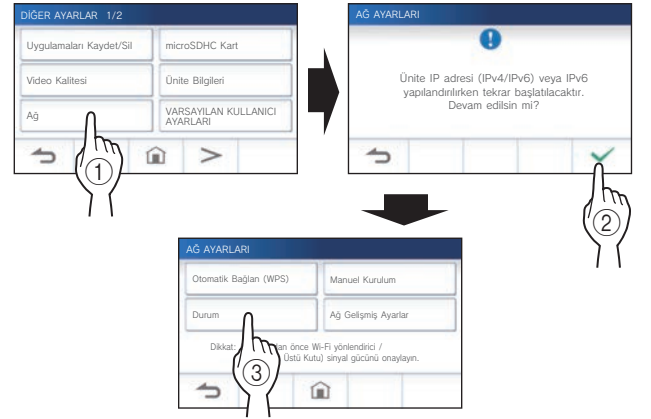 DİĞER AYARLAR 1/2
Uygulamaları Kaydet/Sil
microSDHC Kart
Video Kalitesi
Ünite Bilgileri
Ağ
VARSAYILAN KULLANICI
AYARLARI
1
AĞ AYARLARI
Ünite IP adresi (IPv4/IPv6) veya IPv6
yapılandırılırken tekrar başlatılacaktır.
Devam edilsin mi?
2
AĞ AYARLARI
Otomatik Bağlan (WPS)
Manuel Kurulum
Durum
Ağ Gelişmiş Ayarlar
Dikkat: önce Wi-Fi yönlendirici /
Üstü Kutu) sinyal gücünü onaylayın.
3